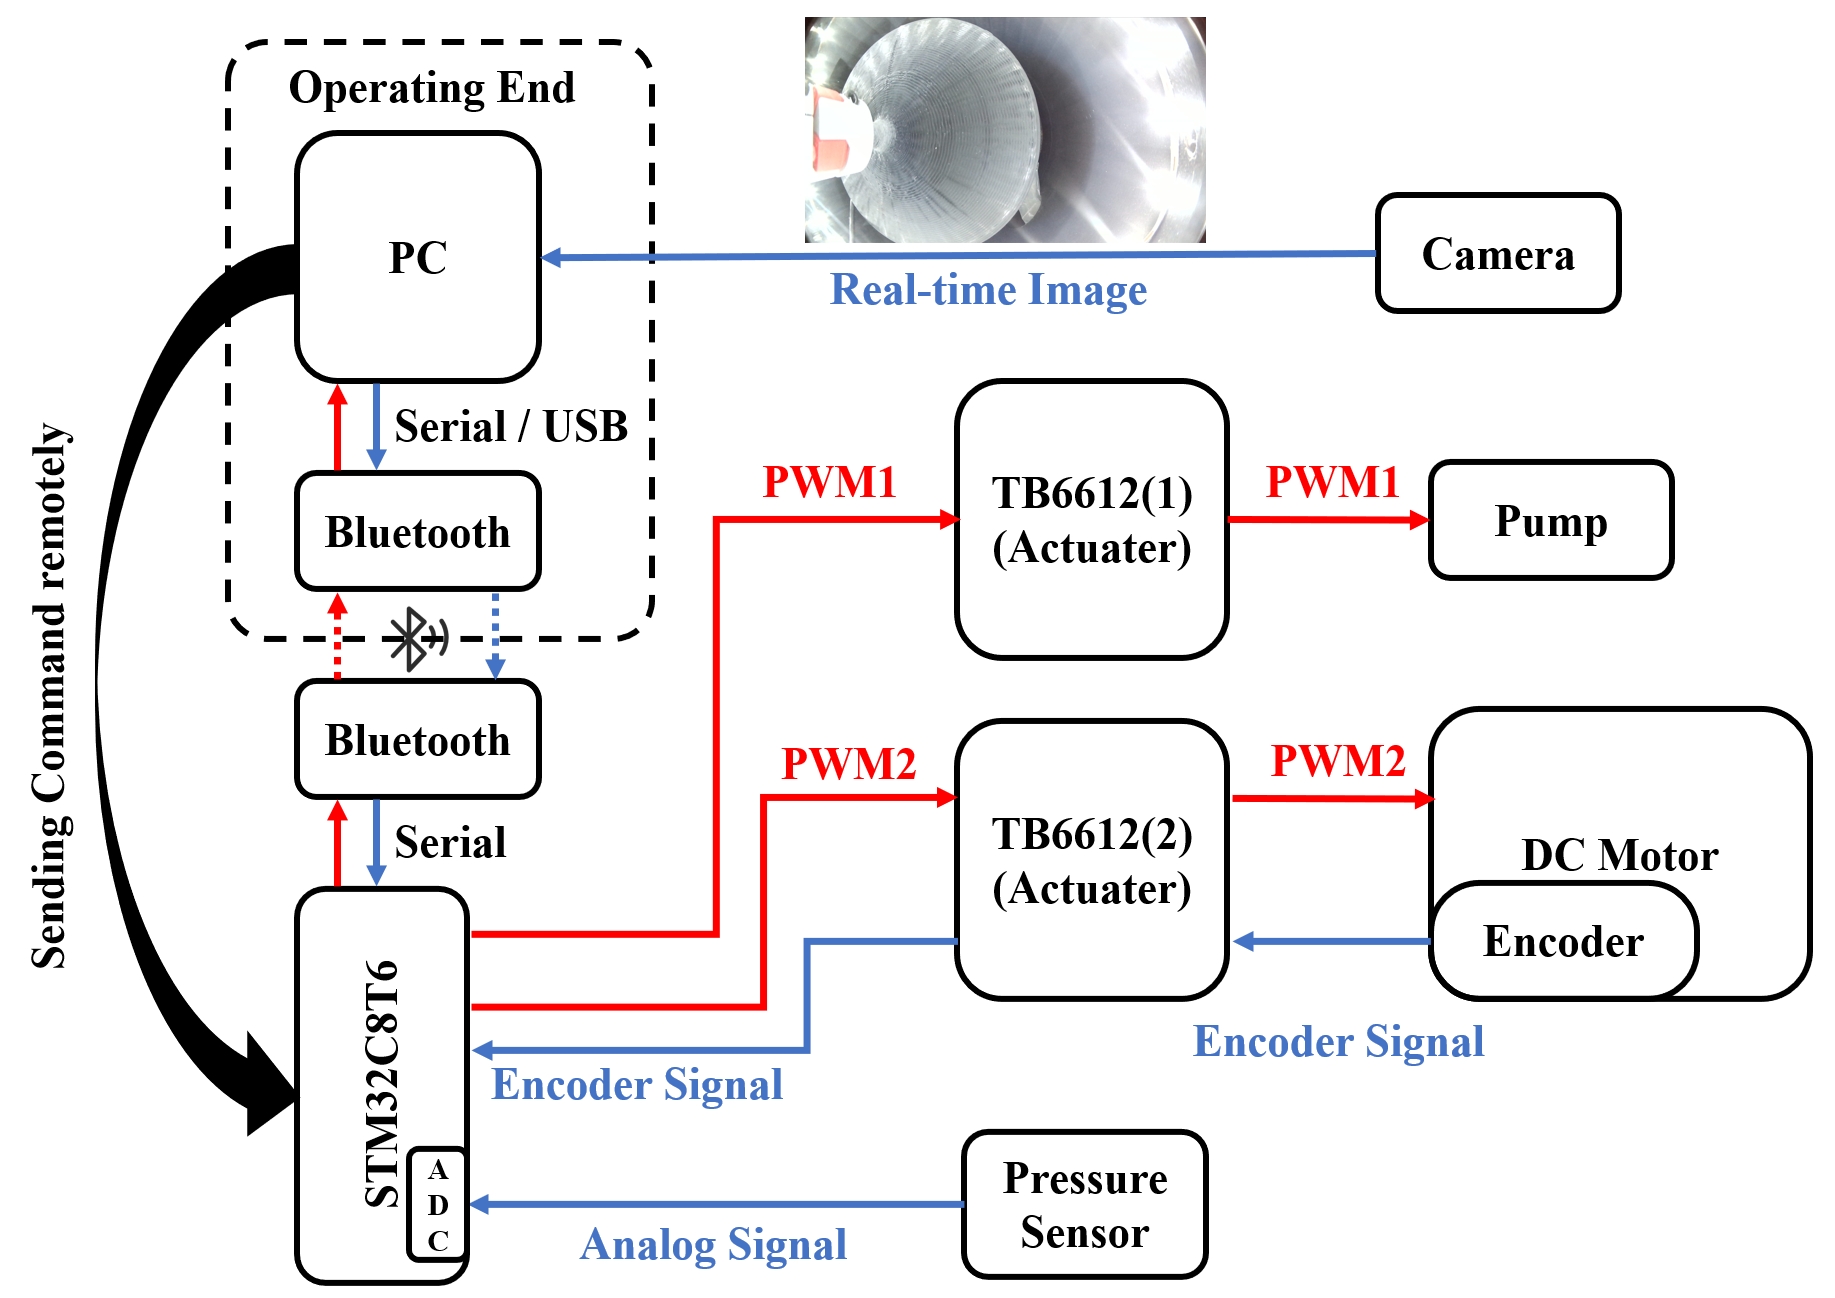 Operating End
PC
Camera
Real-time Image
Serial / USB
Sending Command remotely
Bluetooth
PWM1
TB6612(1)
(Actuater)
PWM1
Pump
Bluetooth
PWM2
TB6612(2)
(Actuater)
PWM2
DC Motor
Encoder
Serial
STM32C8T6
A
D
C
Encoder Signal
Encoder Signal
Analog Signal
Pressure
Sensor